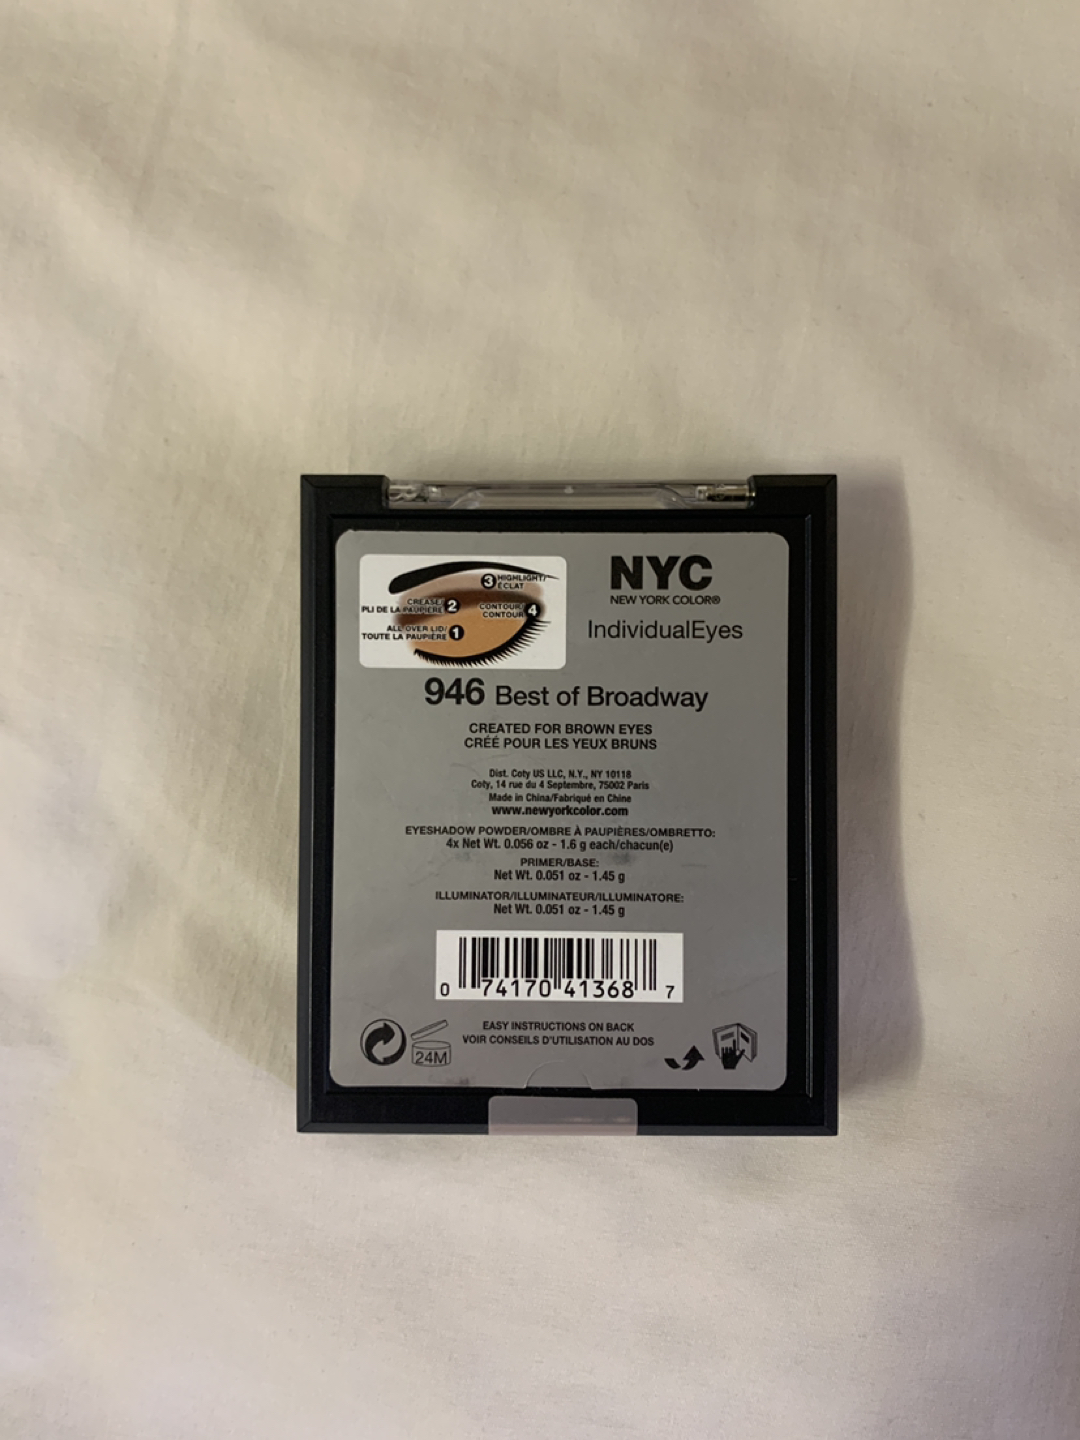 3 HIGHLIGHT/
ÉCLAT
CREASE/
PLI DE LA PAUPIÈRE 2
CONTOUR/
CONTOUR 4
ALL OVER LID/
TOUTE LA PAUPIÈRE 1
NYC
NEW YORK COLOR®
IndividualEyes
946 Best of Broadway
CREATED FOR BROWN EYES
CRÉÉ POUR LES YEUX BRUNS
Dist. Coty US LLC, N.Y., NY 10118
Coty, 14 rue du 4 Septembre, 75002 Paris
Made in China/Fabriqué en Chine
www.newyorkcolor.com
EYESHADOW POWDER/OMBRE À PAUPIÈRES/OMBRETTO:
4x Net Wt. 0.056 oz - 1.6 g each/chacun(e)
PRIMER/BASE:
Net Wt. 0.051 oz - 1.45 g
ILLUMINATOR/ILLUMINATEUR/ILLUMINATORE:
Net Wt. 0.051 oz - 1.45 g
0 74170 41368 7
EASY INSTRUCTIONS ON BACK
VOIR CONSEILS D'UTILISATION AU DOS
24M